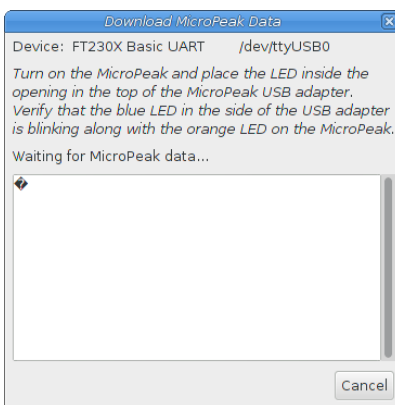 Download MicroPeak Data
Device: FT230X Basic UART /dev/ttyUSB0
Turn on the MicroPeak and place the LED inside the
opening in the top of the MicroPeak USB adapter.
Verify that the blue LED in the side of the USB adapter
is blinking along with the orange LED on the MicroPeak.
Waiting for MicroPeak data...
�
Cancel